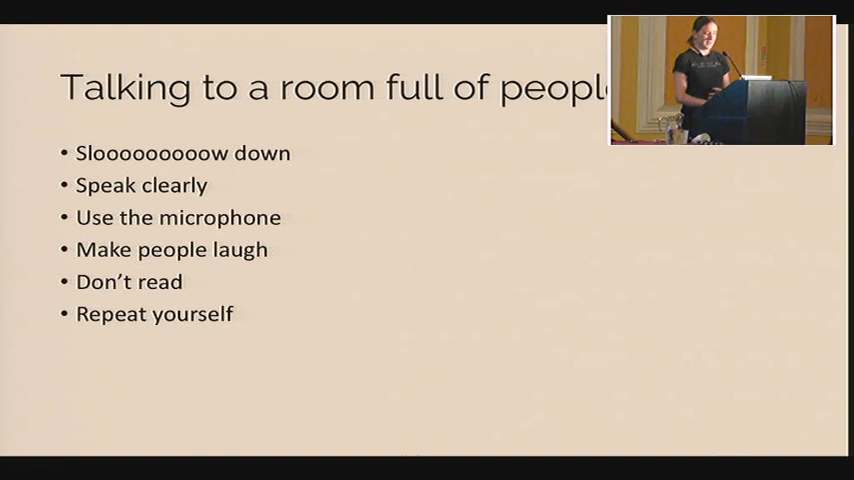 Talking to a room full of people
• Slooooooooow down
• Speak clearly
• Use the microphone
• Make people laugh
• Don't read
• Repeat yourself